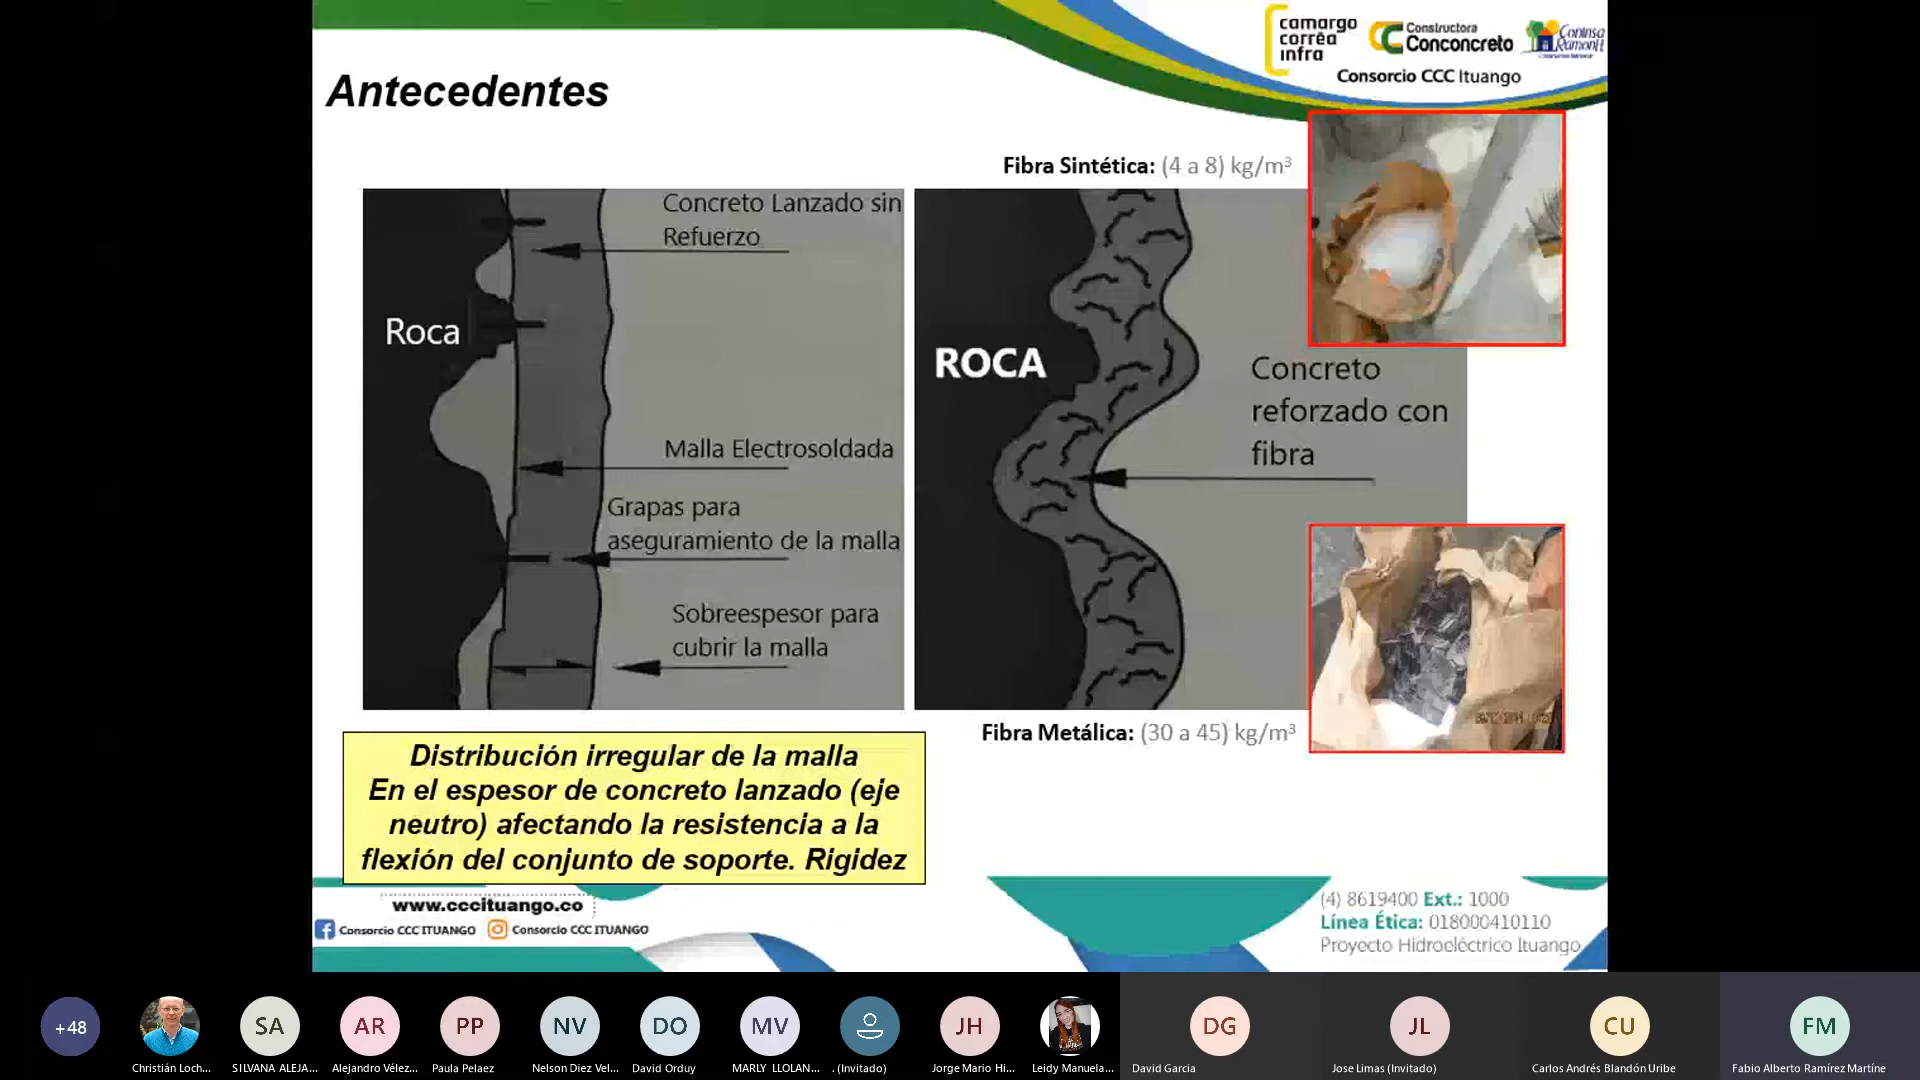 camargo
corrêa
infra
Constructora
Conconcreto
Coninsa
Ramon H
Consorcio CCC Ituango
Antecedentes
Fibra Sintética: (4 a 8) kg/m³
Concreto Lanzado sin
Refuerzo
Roca
Malla Electrosoldada
Grapas para
aseguramiento de la malla
Sobreespesor para
cubrir la malla
ROCA
Concreto
reforzado con
fibra
Fibra Metálica: (30 a 45) kg/m³
Distribución irregular de la malla
En el espesor de concreto lanzado (eje
neutro) afectando la resistencia a la
flexión del conjunto de soporte. Rigidez
www.cccituango.co
Consorcio CCC ITUANGO
Consorcio CCC ITUANGO
(4) 8619400 Ext.: 1000
Línea Ética: 018000410110
Proyecto Hidroeléctrico Ituango
+48
SA
AR
PP
NV
DO
MV
JH
DG
JL
CU
FM
Christián Loch...
SILVANA ALEJA...
Alejandro Vélez...
Paula Pelaez
Nelson Diez Vel...
David Orduy
MARLY LLOLAN...
. (Invitado)
Jorge Mario Hi...
Leidy Manuela...
David Garcia
Jose Limas (Invitado)
Carlos Andrés Blandón Uribe
Fabio Alberto Ramírez Martíne